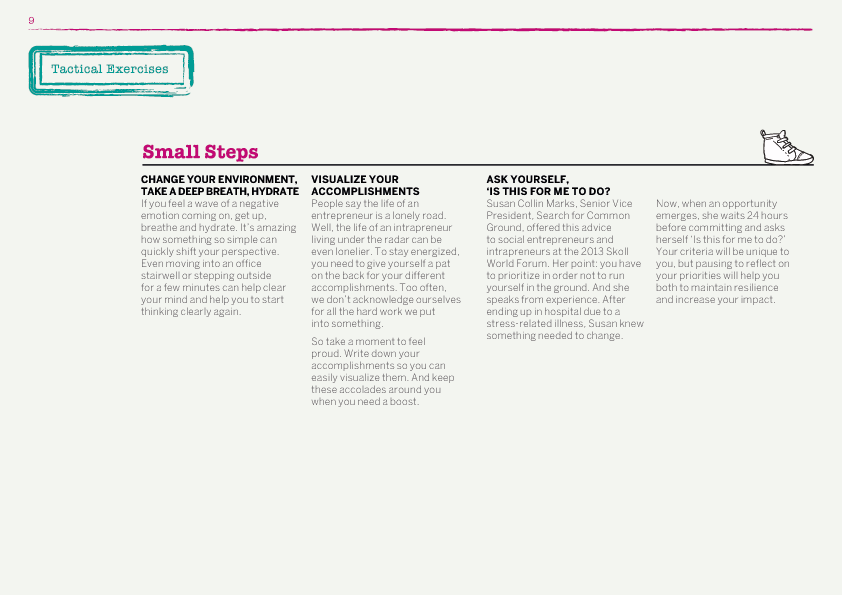 9
Tactical Exercises
Small Steps
CHANGE YOUR ENVIRONMENT,
TAKE A DEEP BREATH, HYDRATE
If you feel a wave of a negative
emotion coming on, get up,
breathe and hydrate. It's amazing
how something so simple can
quickly shift your perspective.
Even moving into an office
stairwell or stepping outside
for a few minutes can help clear
your mind and help you to start
thinking clearly again.
VISUALIZE YOUR
ACCOMPLISHMENTS
People say the life of an
entrepreneur is a lonely road.
Well, the life of an intrapreneur
living under the radar can be
even lonelier. To stay energized,
you need to give yourself a pat
on the back for your different
accomplishments. Too often,
we don't acknowledge ourselves
for all the hard work we put
into something.
So take a moment to feel
proud. Write down your
accomplishments so you can
easily visualize them. And keep
these accolades around you
when you need a boost.
ASK YOURSELF,
‘IS THIS FOR ME TO DO?
Susan Collin Marks, Senior Vice
President, Search for Common
Ground, offered this advice
to social entrepreneurs and
intrapreneurs at the 2013 Skoll
World Forum. Her point: you have
to prioritize in order not to run
yourself in the ground. And she
speaks from experience. After
ending up in hospital due to a
stress-related illness, Susan knew
something needed to change.
Now, when an opportunity
emerges, she waits 24 hours
before committing and asks
herself ‘Is this for me to do?’
Your criteria will be unique to
you, but pausing to reflect on
your priorities will help you
both to maintain resilience
and increase your impact.